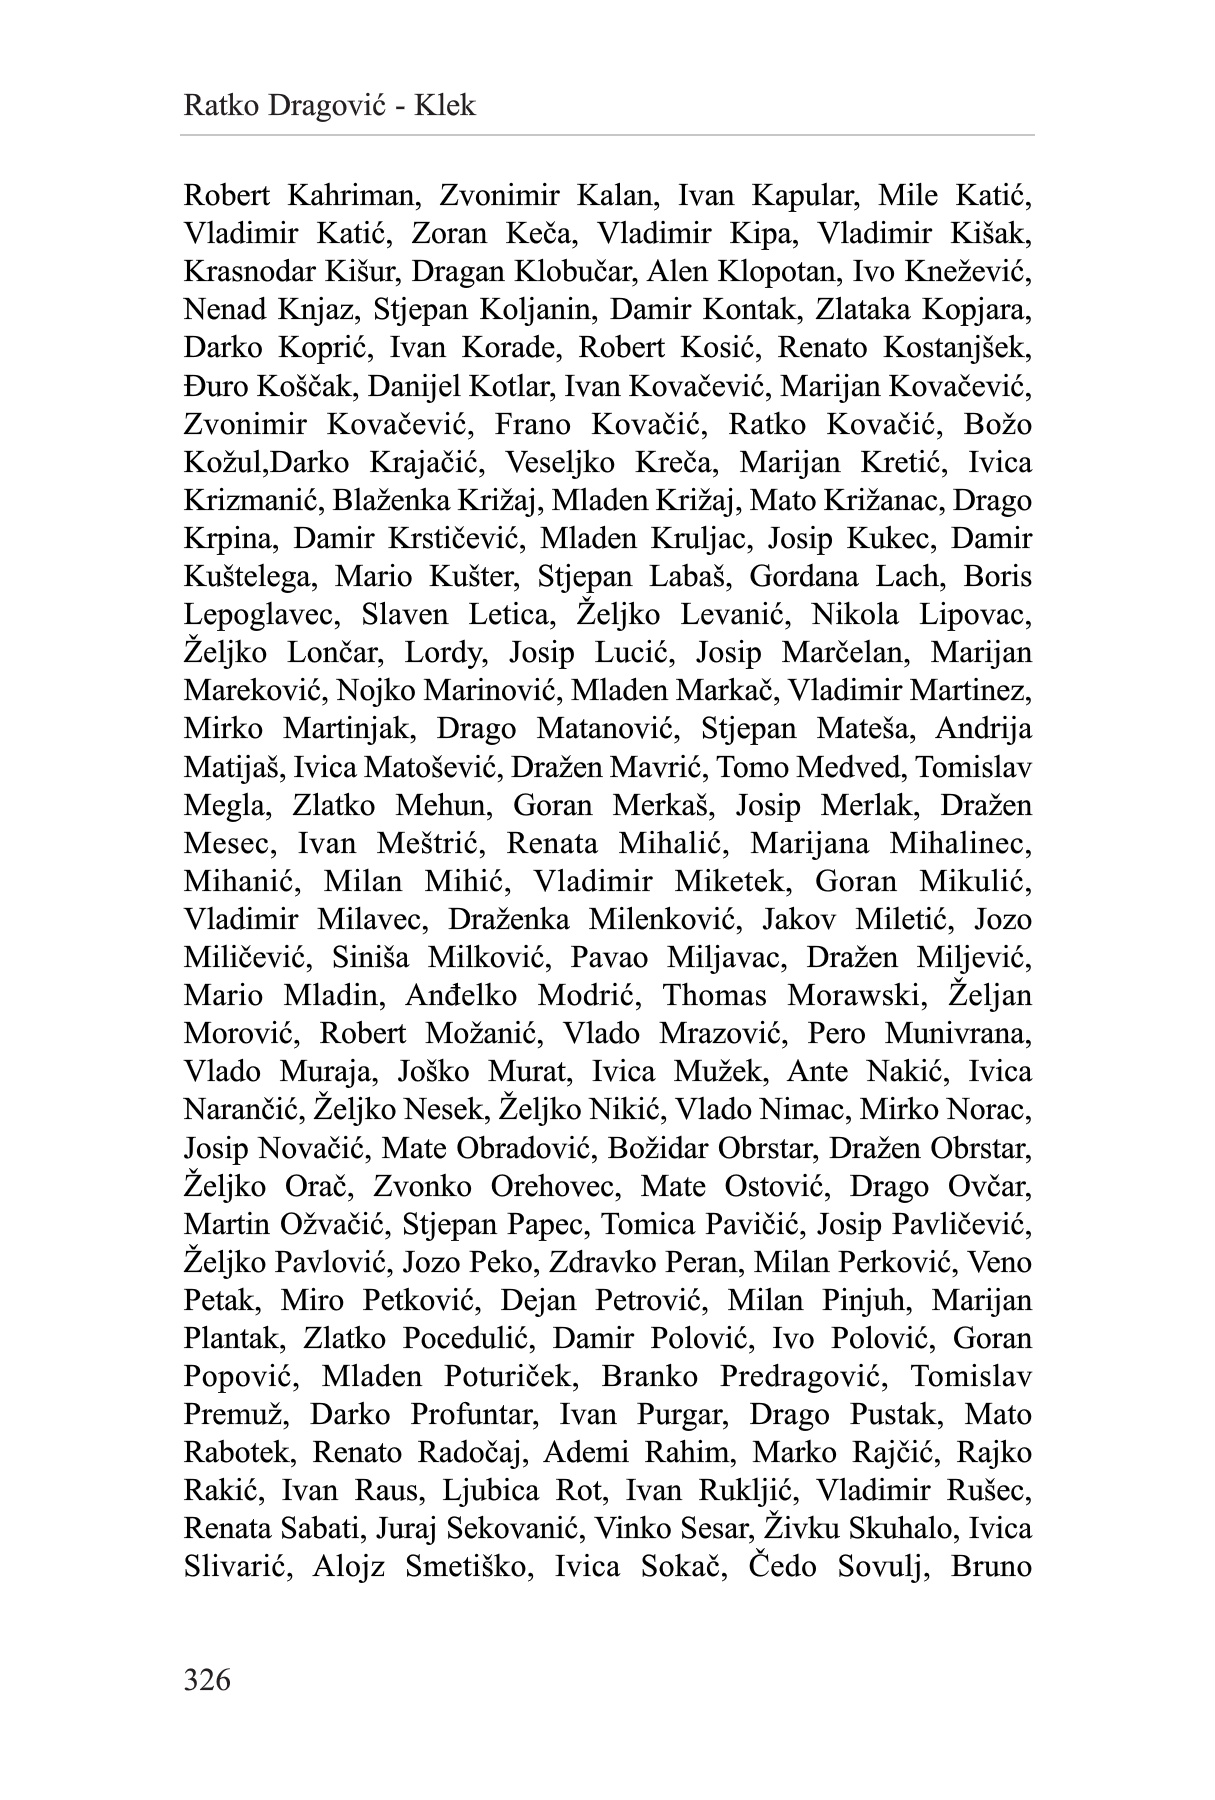 Ratko Dragović - Klek
Robert Kahriman, Zvonimir Kalan, Ivan Kapular, Mile Katić,
Vladimir Katić, Zoran Keča, Vladimir Kipa, Vladimir Kišak,
Krasnodar Kišur, Dragan Klobučar, Alen Klopotan, Ivo Knežević,
Nenad Knjaz, Stjepan Koljanin, Damir Kontak, Zlataka Kopjara,
Darko Koprić, Ivan Korade, Robert Kosić, Renato Kostanjšek,
Đuro Koščak, Danijel Kotlar, Ivan Kovačević, Marijan Kovačević,
Zvonimir Kovačević, Frano Kovačić, Ratko Kovačić, Božo
Kožul,Darko Krajačić, Veseljko Kreča, Marijan Kretić, Ivica
Krizmanić, Blaženka Križaj, Mladen Križaj, Mato Križanac, Drago
Krpina, Damir Krstičević, Mladen Kruljac, Josip Kukec, Damir
Kuštelega, Mario Kušter, Stjepan Labaš, Gordana Lach, Boris
Lepoglavec, Slaven Letica, Željko Levanić, Nikola Lipovac,
Željko Lončar, Lordy, Josip Lucić, Josip Marčelan, Marijan
Mareković, Nojko Marinović, Mladen Markač, Vladimir Martinez,
Mirko Martinjak, Drago Matanović, Stjepan Mateša, Andrija
Matijaš, Ivica Matošević, Dražen Mavrić, Tomo Medved, Tomislav
Megla, Zlatko Mehun, Goran Merkaš, Josip Merlak, Dražen
Mesec, Ivan Meštrić, Renata Mihalić, Marijana Mihalinec,
Mihanić, Milan Mihić, Vladimir Miketek, Goran Mikulić,
Vladimir Milavec, Draženka Milenković, Jakov Miletić, Jozo
Miličević, Siniša Milković, Pavao Miljavac, Dražen Miljević,
Mario Mladin, Anđelko Modrić, Thomas Morawski, Željan
Morović, Robert Možanić, Vlado Mrazović, Pero Munivrana,
Vlado Muraja, Joško Murat, Ivica Mužek, Ante Nakić, Ivica
Narančić, Željko Nesek, Željko Nikić, Vlado Nimac, Mirko Norac,
Josip Novačić, Mate Obradović, Božidar Obrstar, Dražen Obrstar,
Željko Orač, Zvonko Orehovec, Mate Ostović, Drago Ovčar,
Martin Ožvačić, Stjepan Papec, Tomica Pavičić, Josip Pavličević,
Željko Pavlović, Jozo Peko, Zdravko Peran, Milan Perković, Veno
Petak, Miro Petković, Dejan Petrović, Milan Pinjuh, Marijan
Plantak, Zlatko Pocedulić, Damir Polović, Ivo Polović, Goran
Popović, Mladen Poturiček, Branko Predragović, Tomislav
Premuž, Darko Profuntar, Ivan Purgar, Drago Pustak, Mato
Rabotek, Renato Radočaj, Ademi Rahim, Marko Rajčić, Rajko
Rakić, Ivan Raus, Ljubica Rot, Ivan Rukljić, Vladimir Rušec,
Renata Sabati, Juraj Sekovanić, Vinko Sesar, Živku Skuhalo, Ivica
Slivarić, Alojz Smetiško, Ivica Sokač, Čedo Sovulj, Bruno
326